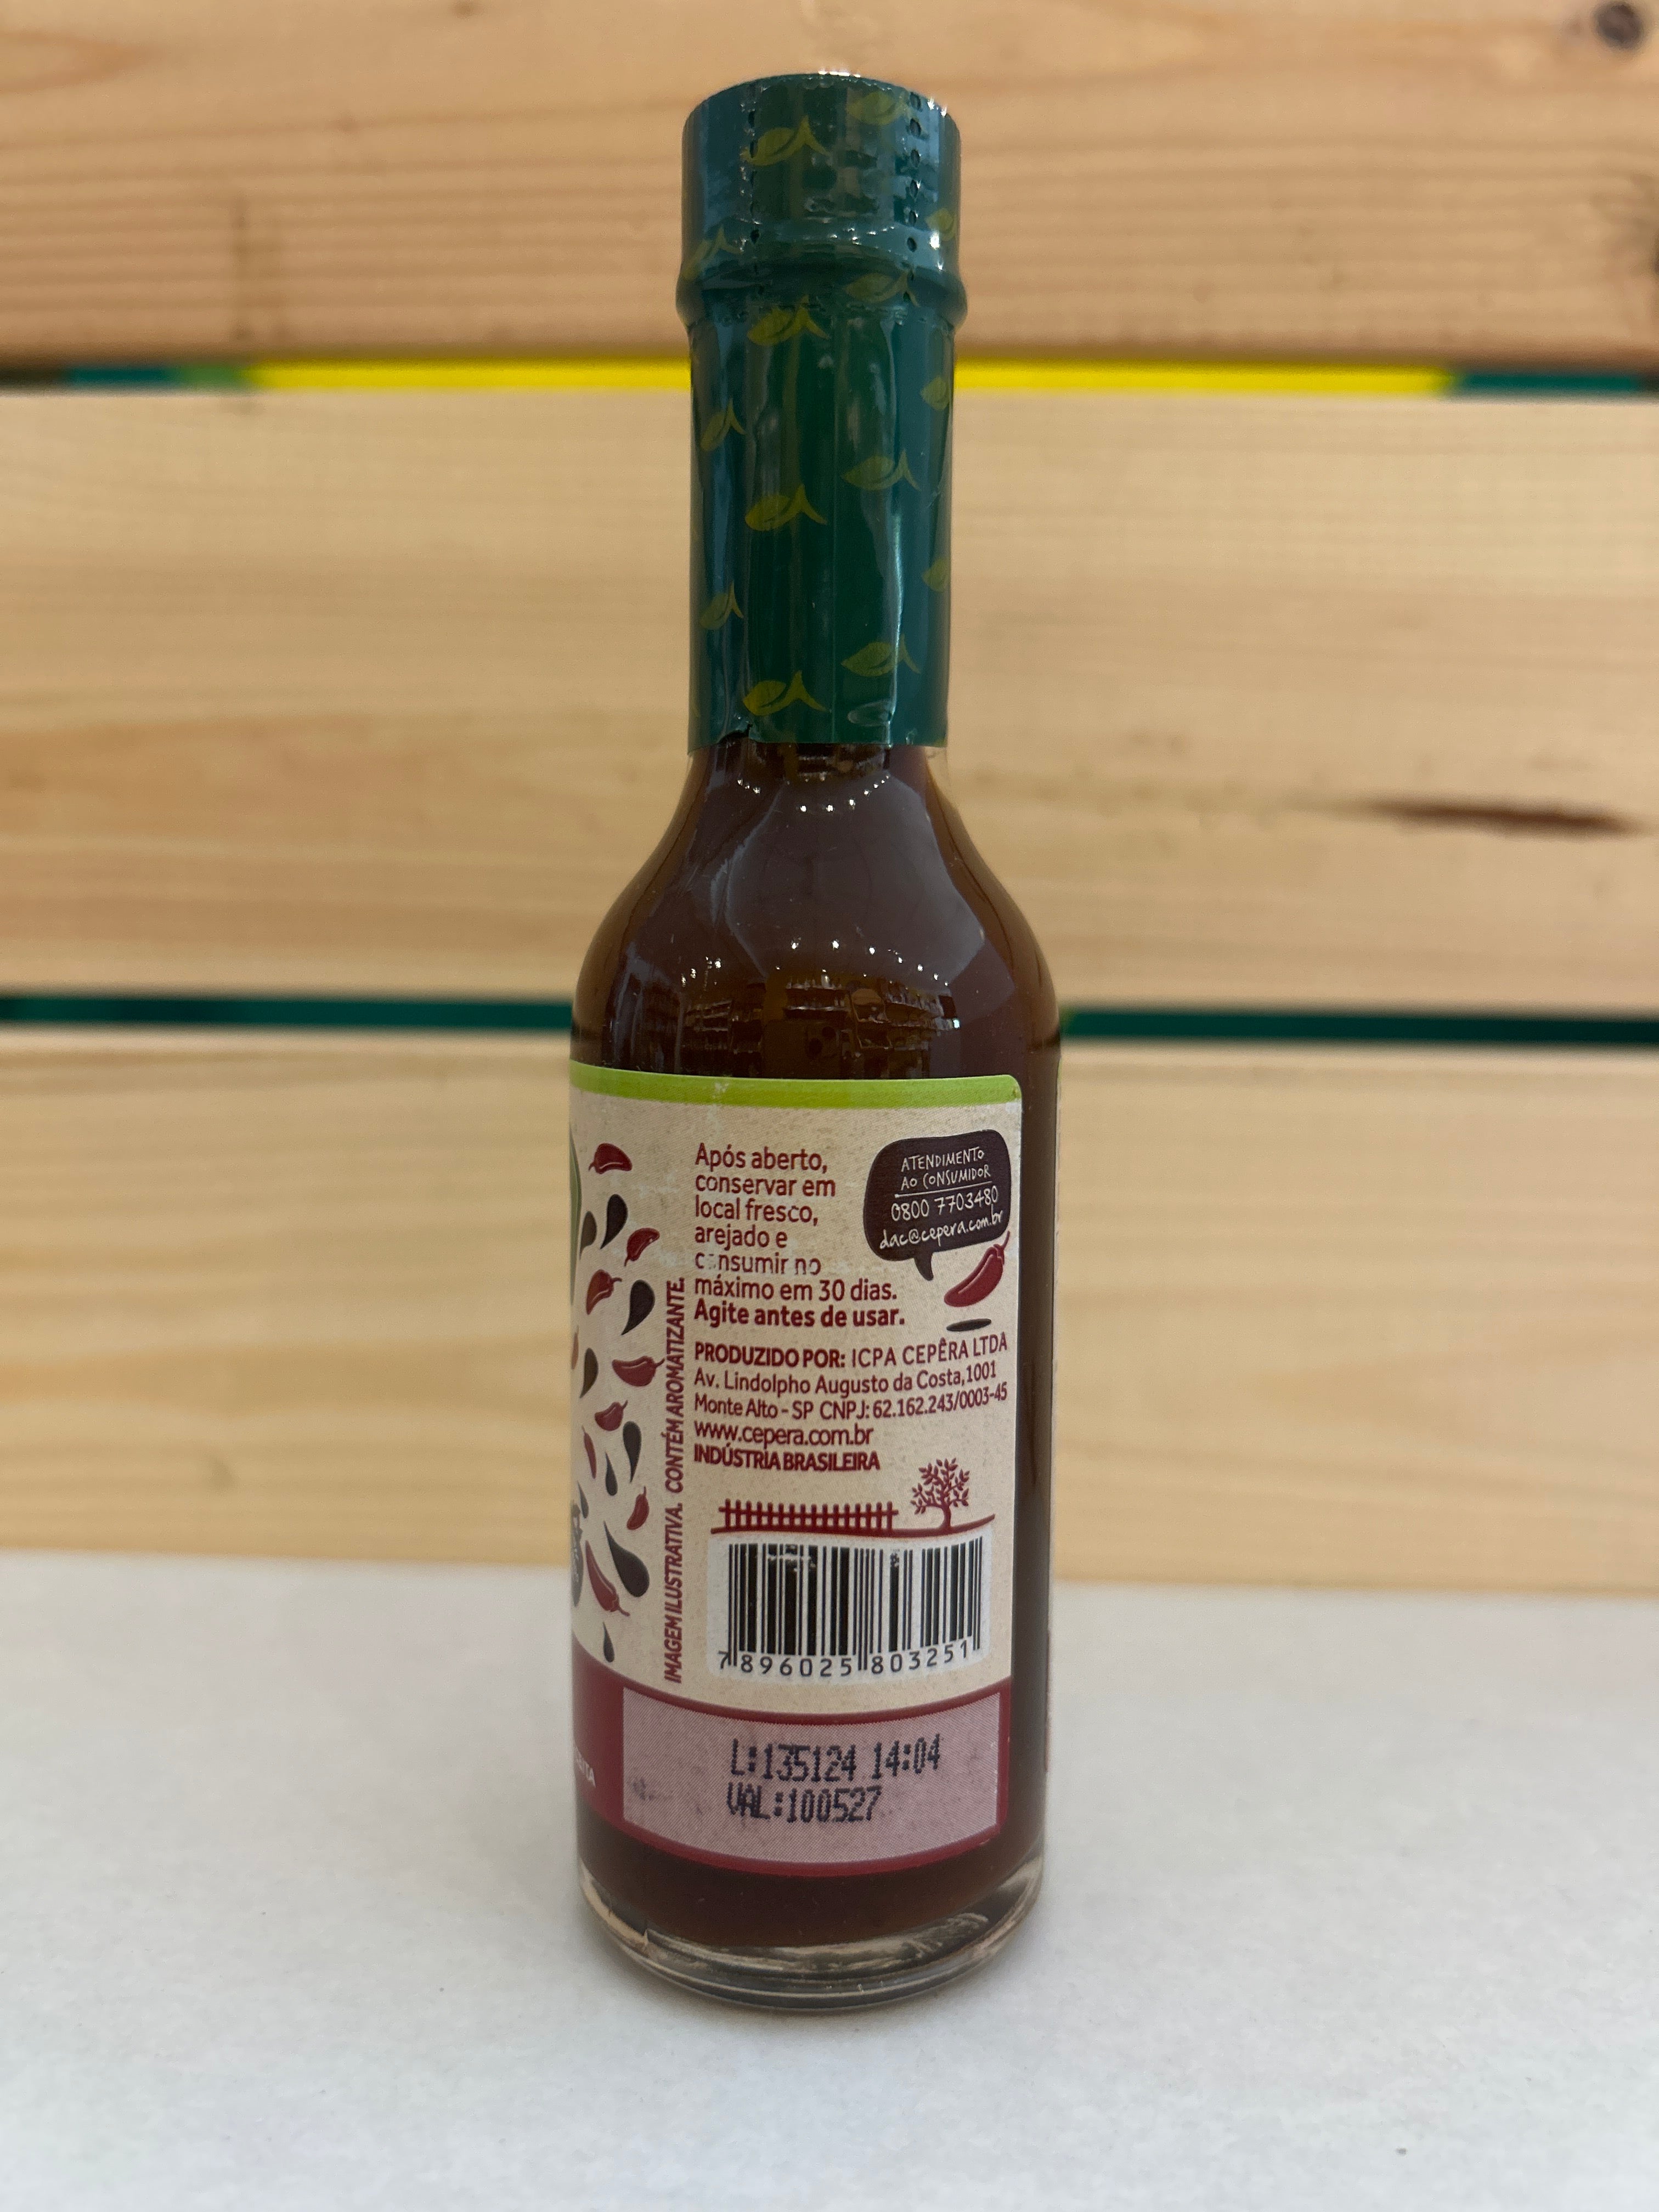 Após aberto,
conservar em
local fresco,
arejado e
consumir no
máximo em 30 dias.
Agite antes de usar.
ATENDIMENTO
AO CONSUMIDOR
0800 7703480
dac@cepera.com.br
PRODUZIDO POR: ICPA CEPÊRA LTDA
Av. Lindolpho Augusto da Costa,1001
Monte Alto - SP CNPJ: 62.162.243/0003-45
www.cepera.com.br
INDÚSTRIA BRASILEIRA
IMAGEM ILUSTRATIVA. CONTÉM AROMATIZANTE.
7 896025 803251
L:135124 14:04
VAL:100527